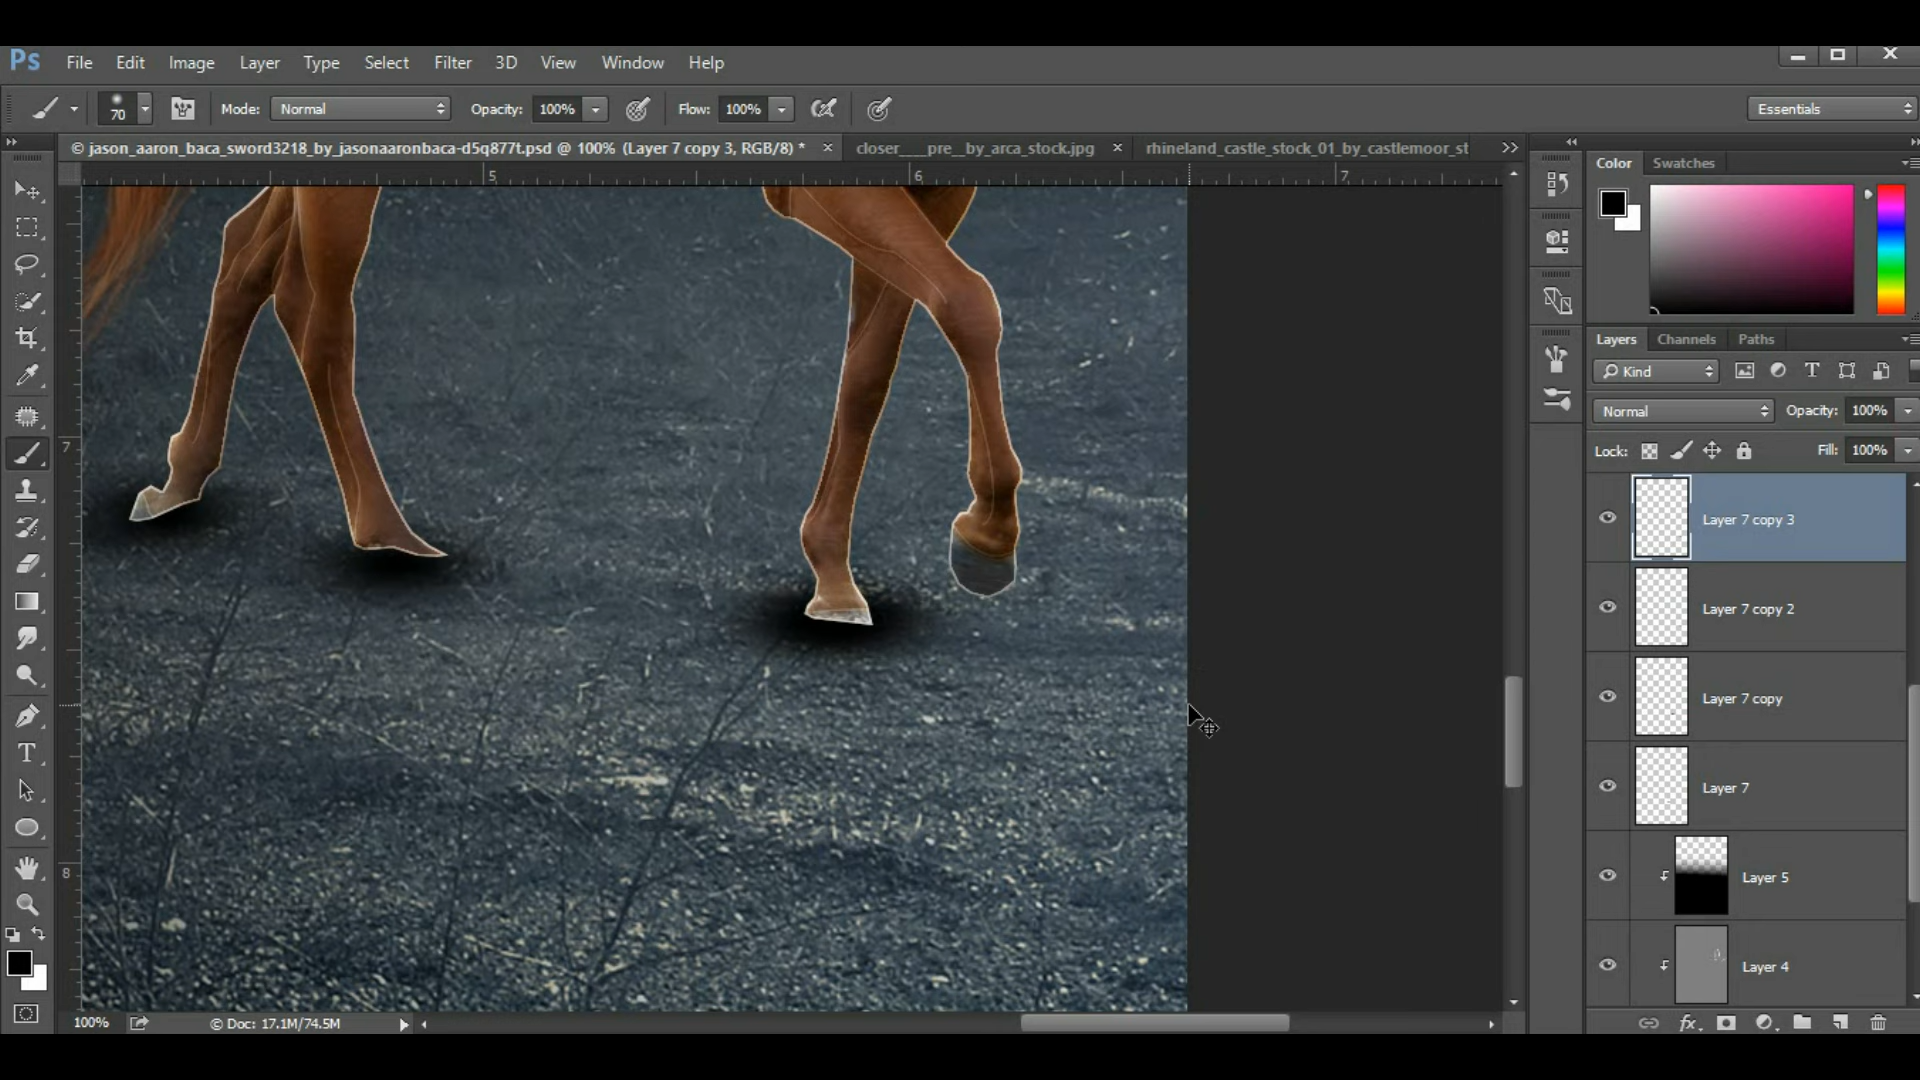 Ps File Edit Image Layer Type Select Filter 3D View Window Help
70 Mode: Normal Opacity: 100% Flow: 100% Essentials
© jason_aaron_baca_sword3218_by_jasonaaronbaca-d5q877t.psd @ 100% (Layer 7 copy 3, RGB/8) * × closer____pre__by_arca_stock.jpg × rhineland_castle_stock_01_by_castlemoor_st
5 6 7
Color Swatches
Layers Channels Paths
Kind
Normal Opacity: 100%
7
Lock: Fill: 100%
Layer 7 copy 3
Layer 7 copy 2
Layer 7 copy
Layer 7
8
Layer 5
Layer 4
100% © Doc: 17.1M/74.5M
fx